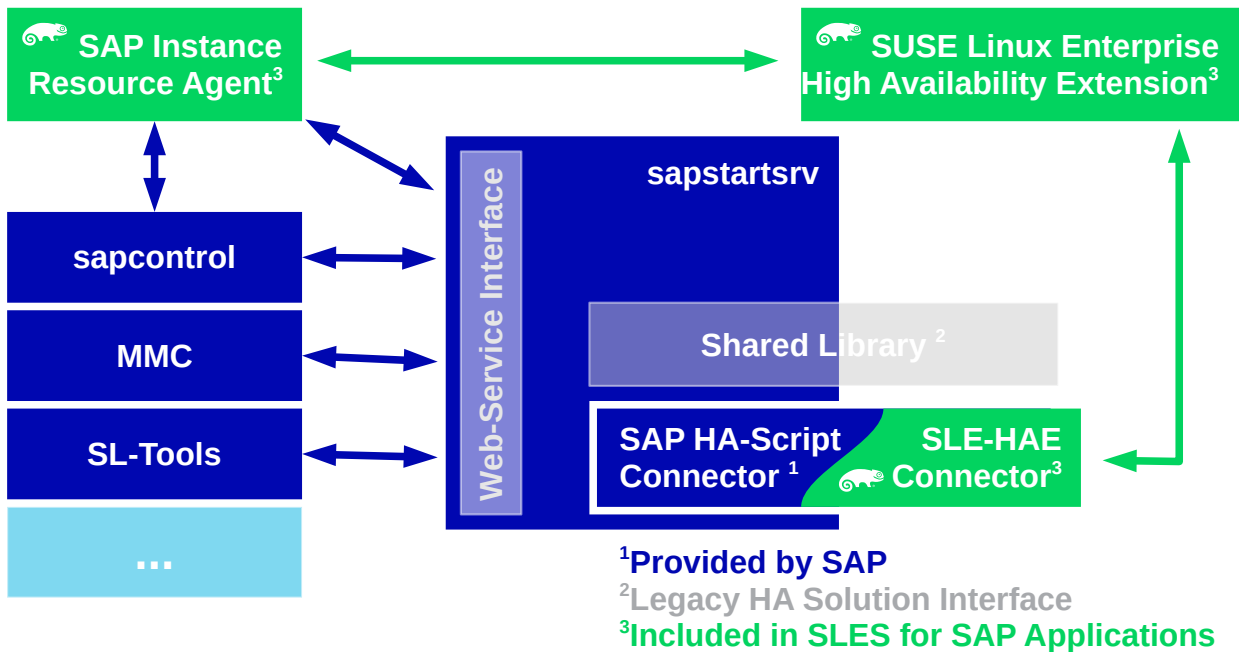 SAP Instance
Resource Agent³
SUSE Linux Enterprise
High Availability Extension³
sapstartsrv
Web-Service Interface
sapcontrol
MMC
SL-Tools
...
Shared Library ²
SAP HA-Script
Connector ¹
SLE-HAE
Connector³
¹Provided by SAP
²Legacy HA Solution Interface
³Included in SLES for SAP Applications